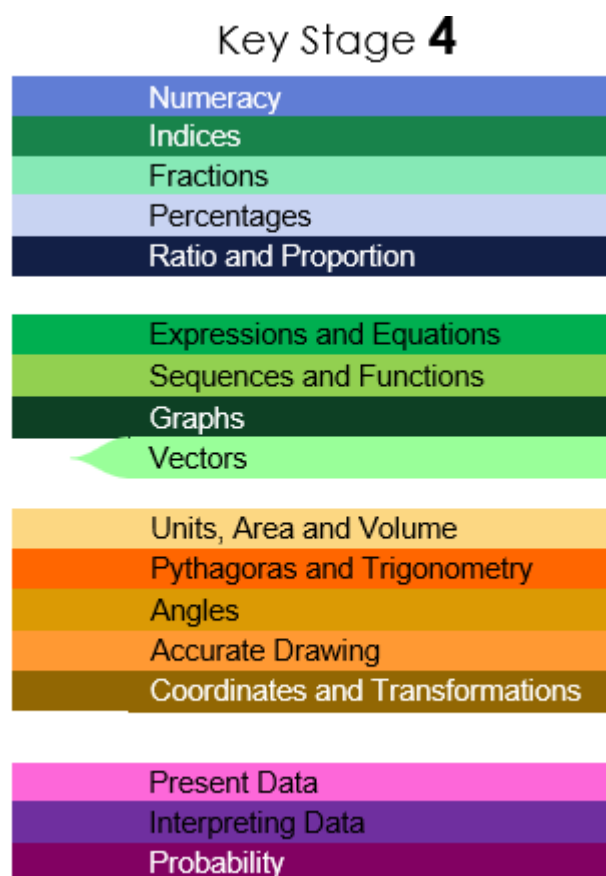 Key Stage 4
Numeracy
Indices
Fractions
Percentages
Ratio and Proportion
Expressions and Equations
Sequences and Functions
Graphs
Vectors
Units, Area and Volume
Pythagoras and Trigonometry
Angles
Accurate Drawing
Coordinates and Transformations
Present Data
Interpreting Data
Probability